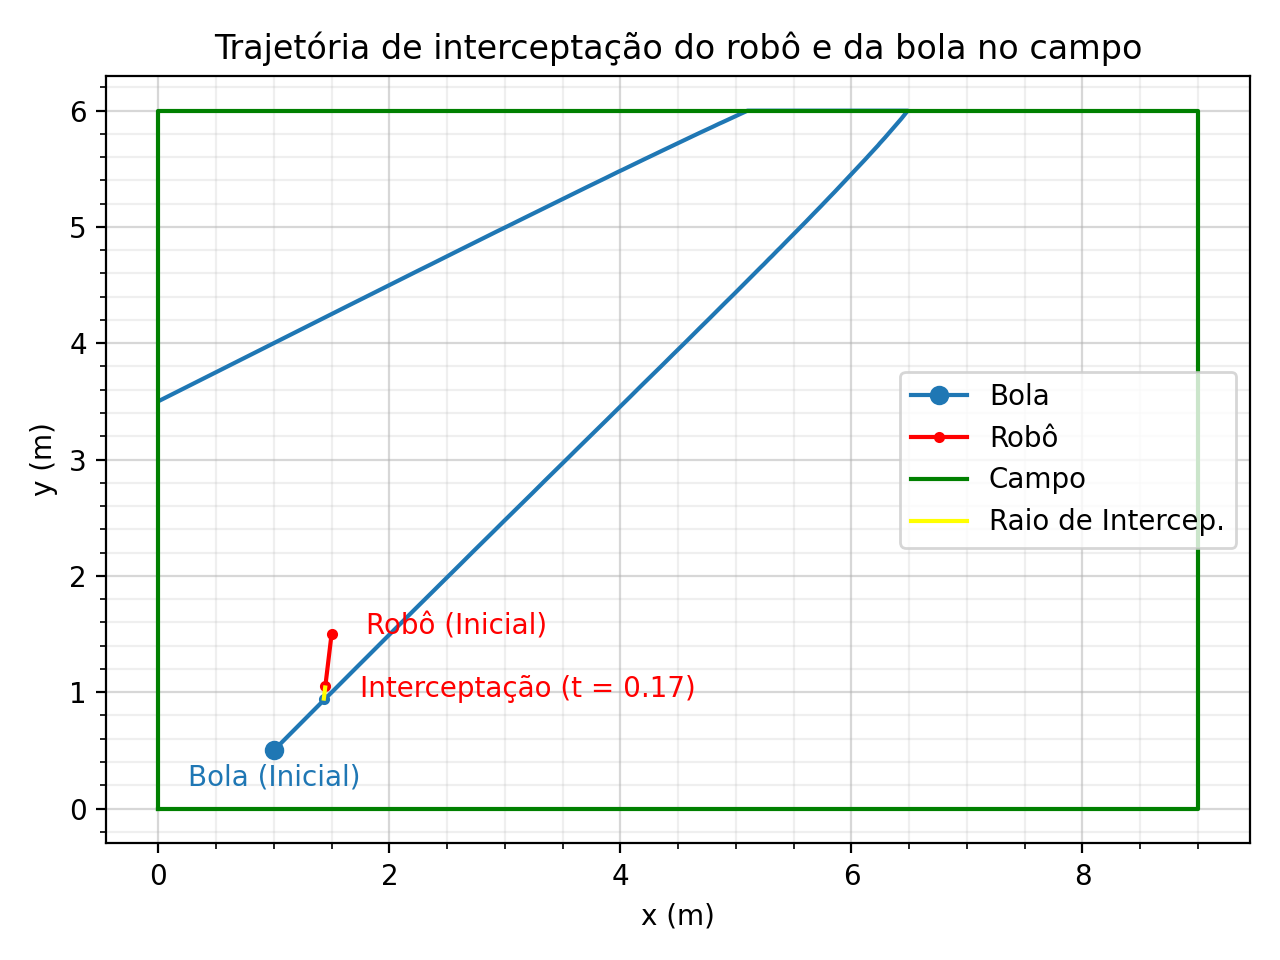 Trajetória de interceptação do robô e da bola no campo
6
5
4
3
2
1
0
y (m)
Bola
Robô
Campo
Raio de Intercep.
Robô (Inicial)
Interceptação (t = 0.17)
Bola (Inicial)
0 2 4 6 8
x (m)